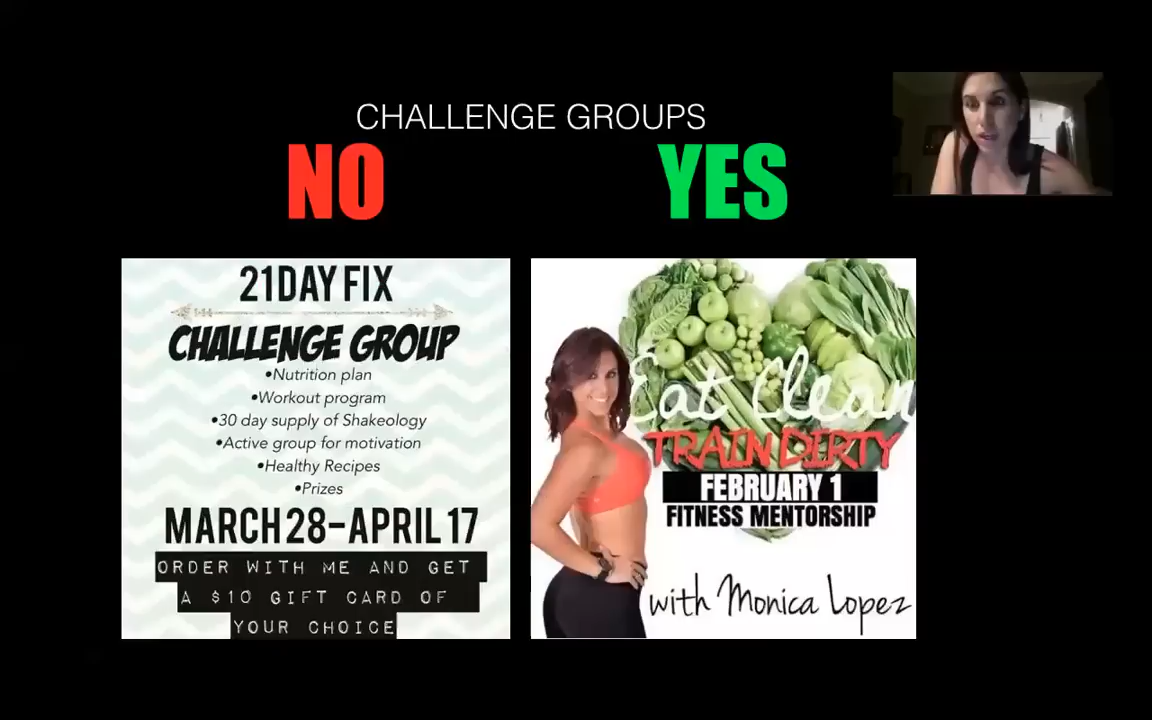 CHALLENGE GROUPS
NO
YES
21 DAY FIX
CHALLENGE GROUP
•Nutrition plan
•Workout program
•30 day supply of Shakeology
•Active group for motivation
•Healthy Recipes
•Prizes
MARCH 28-APRIL 17
ORDER WITH ME AND GET
A $10 GIFT CARD OF
YOUR CHOICE
Eat Clean
TRAIN DIRTY
FEBRUARY 1
FITNESS MENTORSHIP
with Monica Lopez